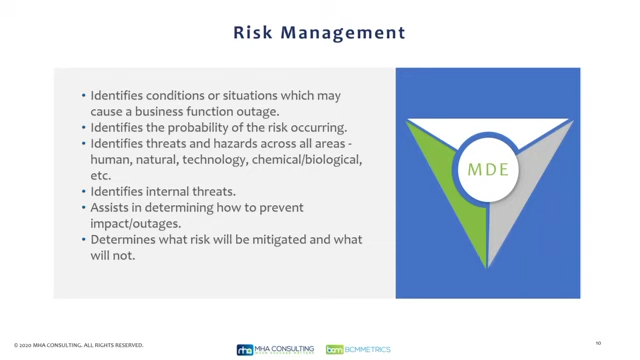 Risk Management
• Identifies conditions or situations which may
cause a business function outage.
• Identifies the probability of the risk occurring.
• Identifies threats and hazards across all areas -
human, natural, technology, chemical/biological,
etc.
• Identifies internal threats.
• Assists in determining how to prevent
impact/outages.
• Determines what risk will be mitigated and what
will not.
MDE
© 2020 MHA CONSULTING. ALL RIGHTS RESERVED.
mha MHA CONSULTING
bcm BCMMETRICS
10